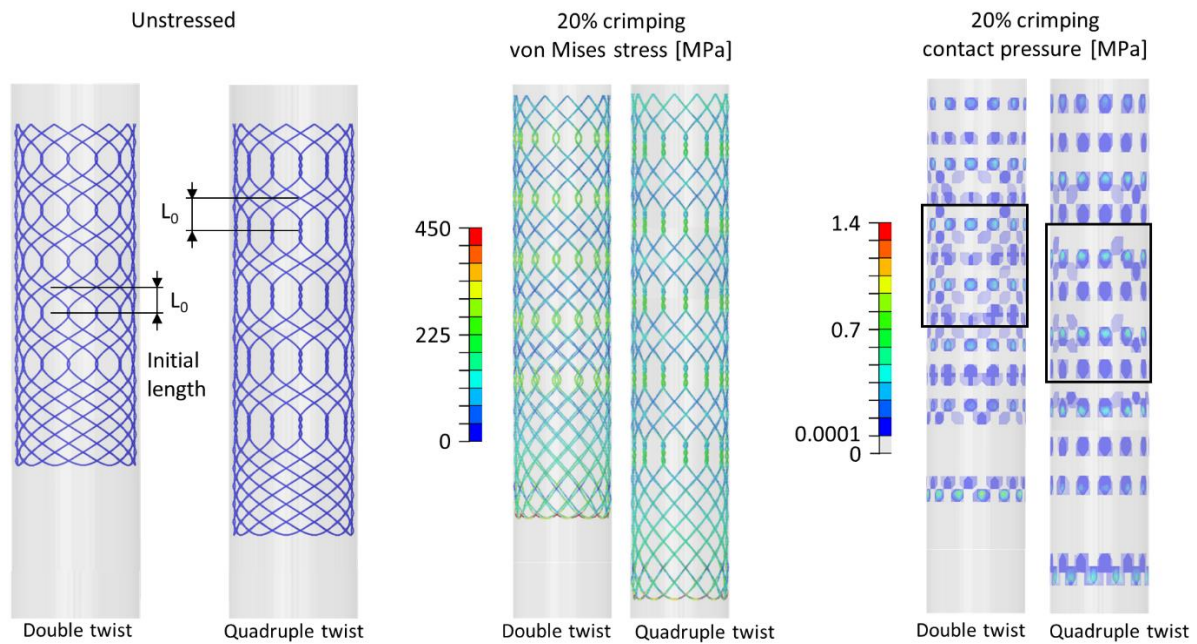 Unstressed
20% crimping
von Mises stress [MPa]
20% crimping
contact pressure [MPa]
L0
L0
Initial
length
450
225
0
1.4
0.7
0.0001
0
Double twist
Quadruple twist
Double twist
Quadruple twist
Double twist
Quadruple twist